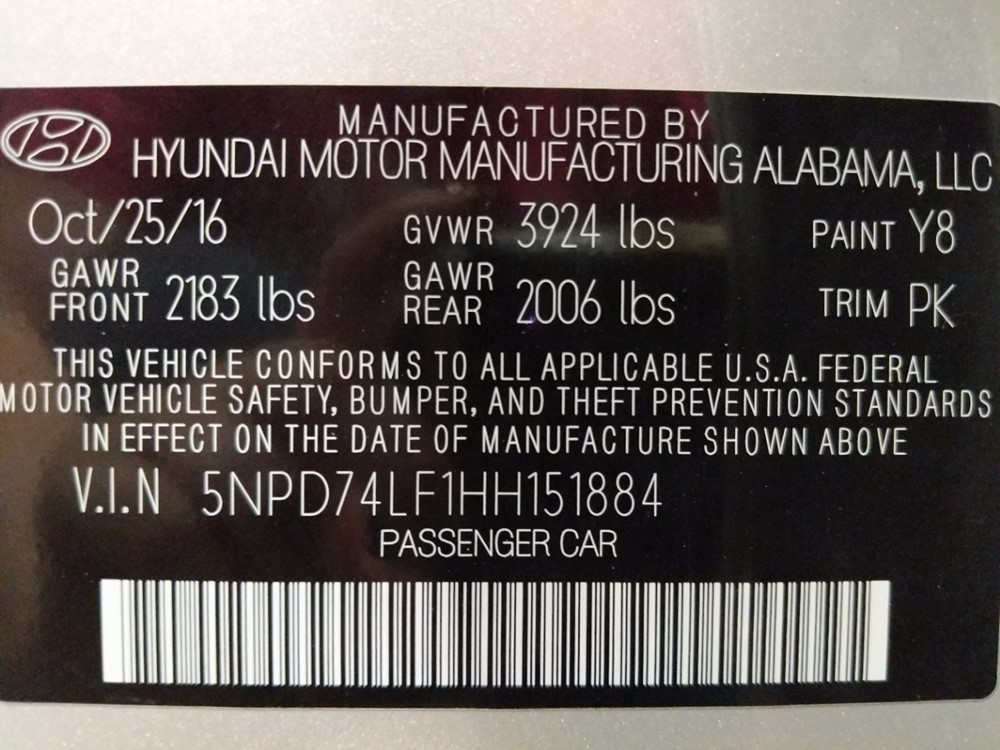 MANUFACTURED BY
HYUNDAI MOTOR MANUFACTURING ALABAMA, LLC
Oct/25/16 GVWR 3924 lbs PAINT Y8
GAWR FRONT 2183 lbs GAWR REAR 2006 lbs TRIM PK
THIS VEHICLE CONFORMS TO ALL APPLICABLE U.S.A. FEDERAL
MOTOR VEHICLE SAFETY, BUMPER, AND THEFT PREVENTION STANDARDS
IN EFFECT ON THE DATE OF MANUFACTURE SHOWN ABOVE
V.I.N 5NPD74LF1HH151884
PASSENGER CAR